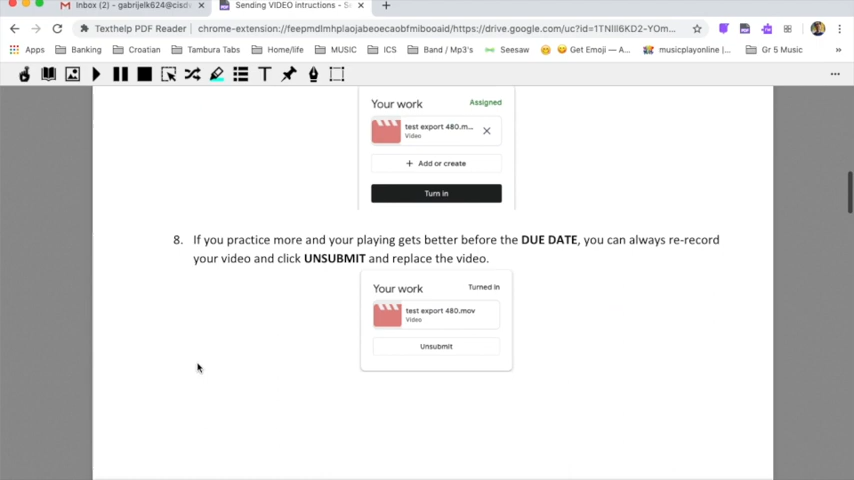 Inbox (2) - gabrijelk624@cisdv
Sending VIDEO intructions - Se
Texthelp PDF Reader
chrome-extension://feepmdlmhplaojabeoecaobfmibooaid/https://drive.google.com/uc?id=1TNIIl6KD2-YOm...
Apps
Banking
Croatian
Tambura Tabs
Home/life
MUSIC
ICS
Band / Mp3's
Seesaw
Get Emoji — A...
musicplayonline |...
Gr 5 Music
Your work
Assigned
test export 480.m...
Video
+ Add or create
Turn in
8. If you practice more and your playing gets better before the DUE DATE, you can always re-record
your video and click UNSUBMIT and replace the video.
Your work
Turned in
test export 480.mov
Video
Unsubmit